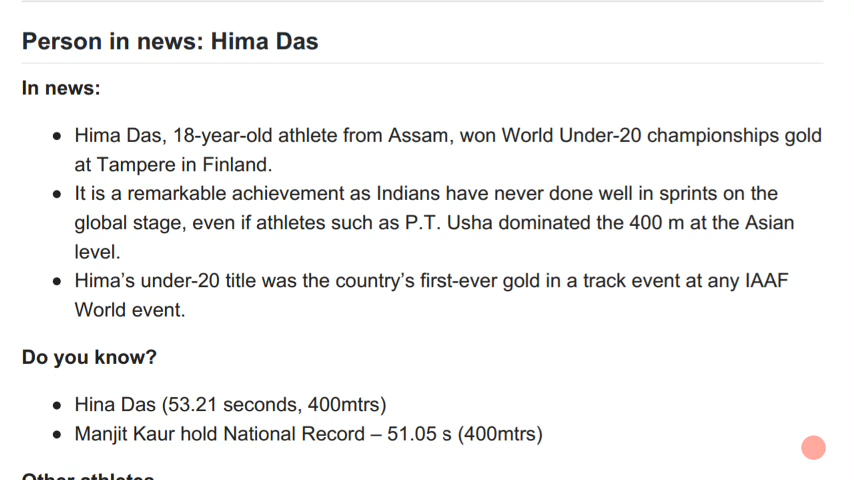 Person in news: Hima Das
In news:
● Hima Das, 18-year-old athlete from Assam, won World Under-20 championships gold
at Tampere in Finland.
● It is a remarkable achievement as Indians have never done well in sprints on the
global stage, even if athletes such as P.T. Usha dominated the 400 m at the Asian
level.
● Hima’s under-20 title was the country’s first-ever gold in a track event at any IAAF
World event.
Do you know?
● Hina Das (53.21 seconds, 400mtrs)
● Manjit Kaur hold National Record – 51.05 s (400mtrs)
Other athletes